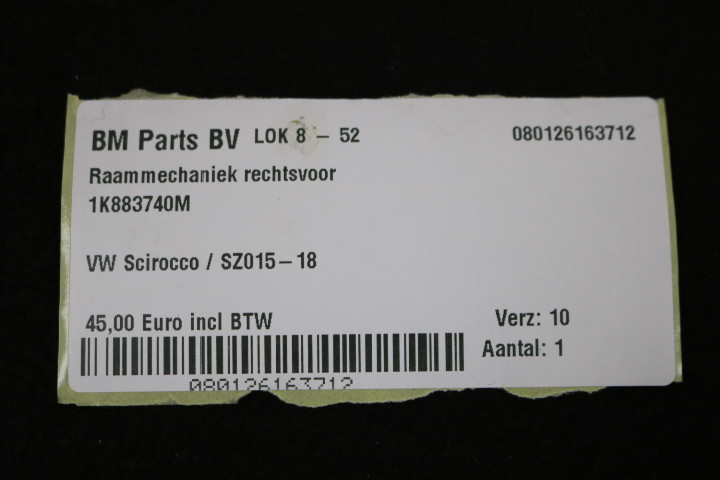 BM Parts BV LOK 8 – 52 080126163712
Raammechaniek rechtsvoor
1K883740M
VW Scirocco / SZ015–18
45,00 Euro incl BTW Verz: 10
Aantal: 1
080126163712